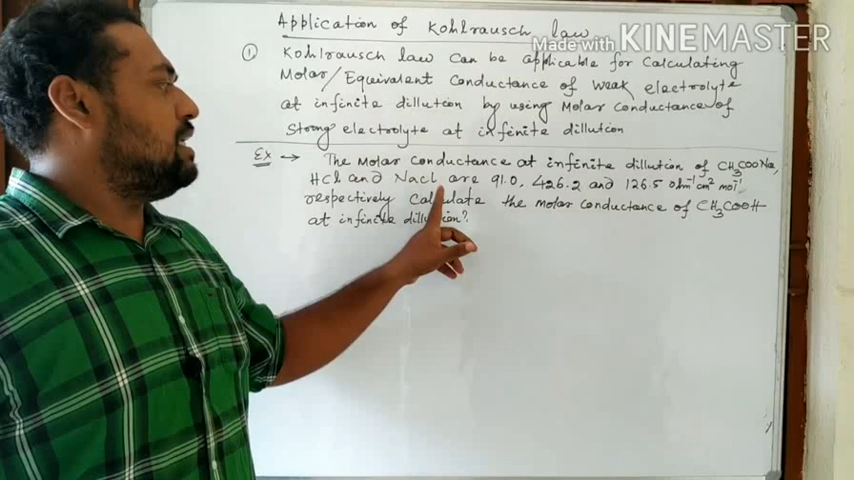 Application of Kohlrausch law
Made with KINEMASTER
① Kohlrausch law can be applicable for calculating
Molar/Equivalent Conductance of weak electrolyte
at infinite dillution by using Molar conductance of
Strong electrolyte at infinite dillution
Ex → The Molar conductance at infinite dillution of CH₃COONa,
HCl and NaCl are 91.0, 426.2 and 126.5 ohm⁻¹ cm² mol⁻¹
respectively Calculate the molar conductance of CH₃COOH
at infinite dillution?